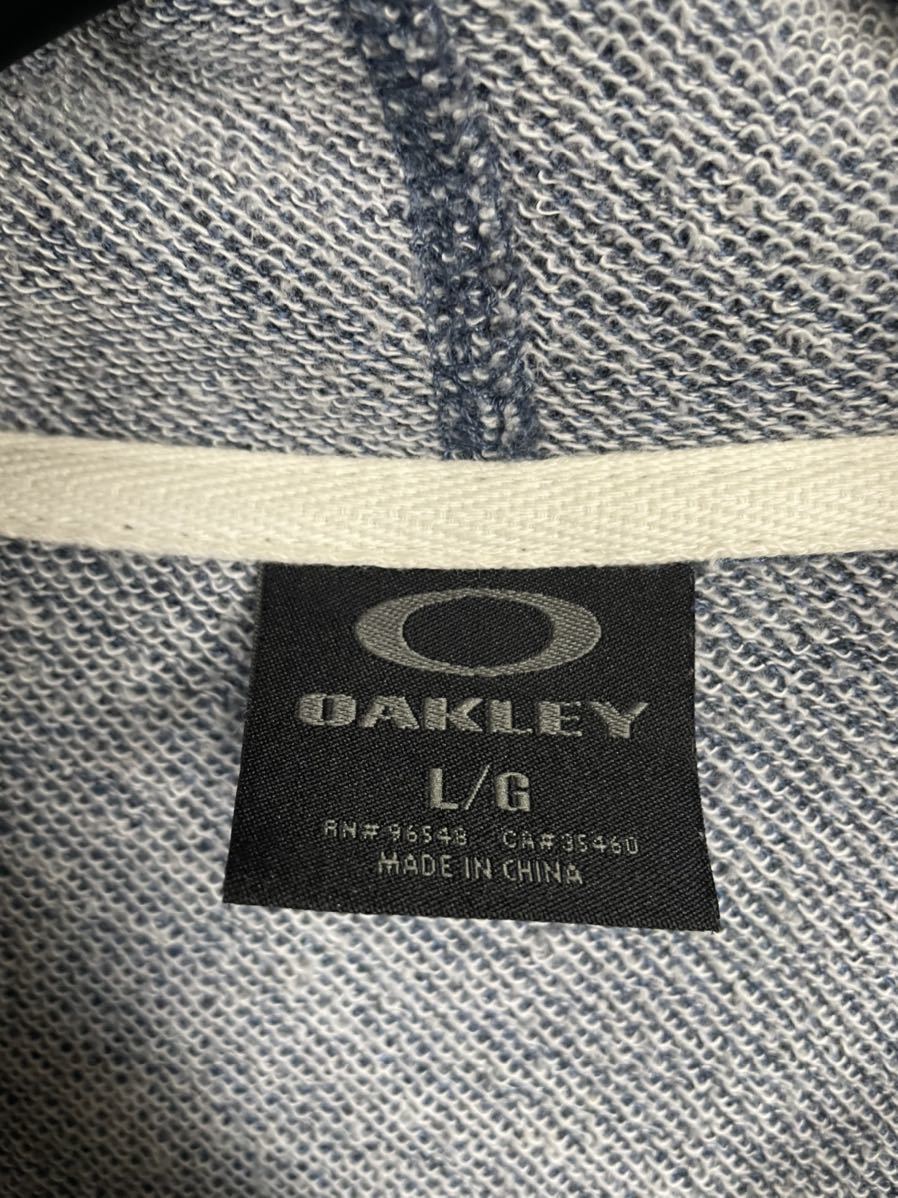 OAKLEY
L/G
RN# 96548 CA# 35460
MADE IN CHINA